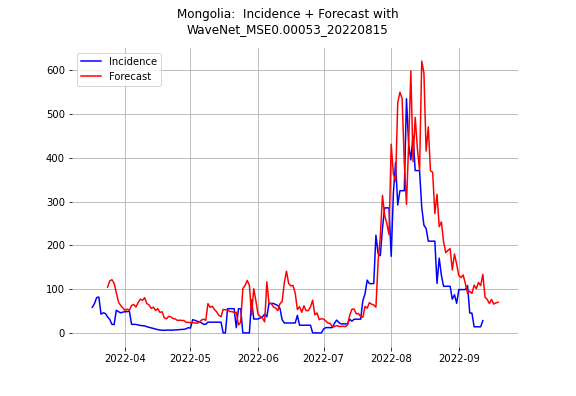 Mongolia:  Incidence + Forecast with
WaveNet_MSE0.00053_20220815
Incidence
Forecast
600
500
400
300
200
100
0
2022-04 2022-05 2022-06 2022-07 2022-08 2022-09